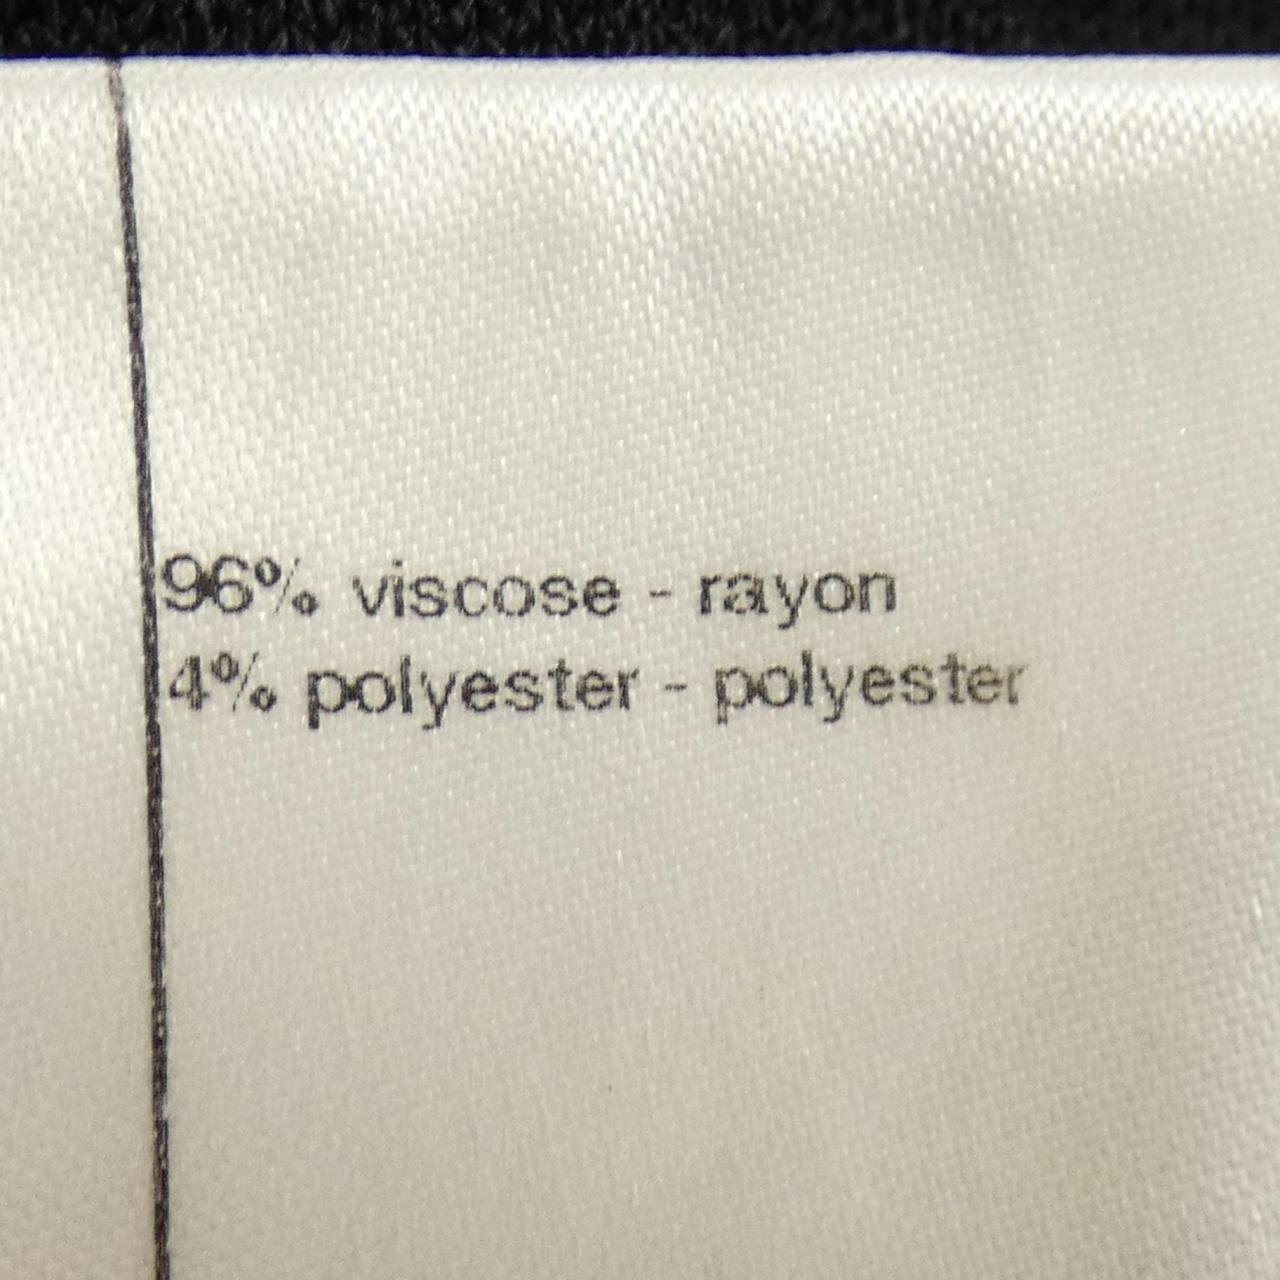 96% viscose - rayon
4% polyester - polyester